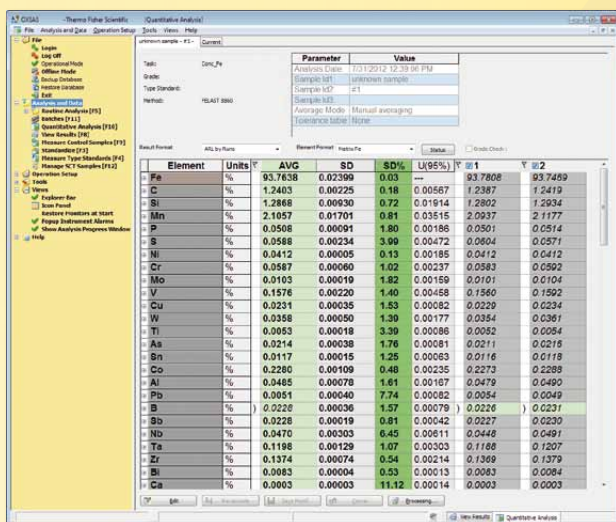 OXSAS -Thermo Fisher Scientific [Quantitative Analysis]
File Analysis and Data Operation Setup Tools Views Help
File
Login
Log Off
Operational Mode
Offline Mode
Backup Database
Restore Database
Exit
Analysis and Data
Routine Analysis [F5]
Batches [F11]
Quantitative Analysis [F10]
View Results [F8]
Measure Control Samples [F9]
Standardize [F3]
Measure Type Standards [F4]
Manage SCT Samples [F12]
Operation Setup
Tools
Views
Explorer Bar
Icon Panel
Restore Monitors at Start
Popup Instrument Alarms
Show Analysis Progress Window
Help
unknown sample - #1 - Current
Task: Conc_Fe
Grade:
Type Standard:
Method: FELAST 8860
Parameter Value
Analysis Date 7/31/2012 12:39:96 PM
Sample Id1 unknown sample
Sample Id2 #1
Sample Id3
Average Mode Manual averaging
Tolerance table None
Result Format ARL by Runs Element Format Matrix Fe Status Grade Check :
Element Units AVG SD SD% U(95%) 1 2
Fe % 93.7638 0.02399 0.03 --- 93.7808 93.7469
C % 1.2403 0.00225 0.18 0.00567 1.2387 1.2419
Si % 1.2868 0.00930 0.72 0.01914 1.2802 1.2934
Mn % 2.1057 0.01701 0.81 0.03515 2.0937 2.1177
P % 0.0508 0.00091 1.80 0.00186 0.0501 0.0514
S % 0.0588 0.00234 3.99 0.00472 0.0604 0.0571
Ni % 0.0412 0.00005 0.13 0.00185 0.0412 0.0412
Cr % 0.0587 0.00060 1.02 0.00237 0.0583 0.0592
Mo % 0.0103 0.00019 1.82 0.00159 0.0101 0.0104
V % 0.1576 0.00220 1.40 0.00458 0.1560 0.1592
Cu % 0.0231 0.00035 1.53 0.00082 0.0229 0.0234
W % 0.0358 0.00050 1.39 0.00177 0.0354 0.0361
Ti % 0.0053 0.00018 3.39 0.00086 0.0052 0.0054
As % 0.0214 0.00038 1.76 0.00081 0.0211 0.0216
Sn % 0.0117 0.00015 1.25 0.00063 0.0116 0.0118
Co % 0.2280 0.00109 0.48 0.00235 0.2273 0.2288
Al % 0.0485 0.00078 1.61 0.00167 0.0479 0.0490
Pb % 0.0051 0.00040 7.74 0.00082 0.0054 0.0049
B % ) 0.0228 0.00036 1.57 0.00079 ) 0.0226 ) 0.0231
Sb % 0.0228 0.00019 0.81 0.00042 0.0227 0.0230
Nb % 0.0470 0.00303 6.45 0.00611 0.0448 0.0491
Ta % 0.1198 0.00129 1.07 0.00303 0.1188 0.1207
Zr % 0.1374 0.00074 0.54 0.00214 0.1369 0.1379
Bi % 0.0083 0.00004 0.53 0.00013 0.0083 0.0084
Ca % 0.0003 0.00003 11.12 0.00014 0.0003 0.0003
Edit Processing...
View Results Quantitative Analysis